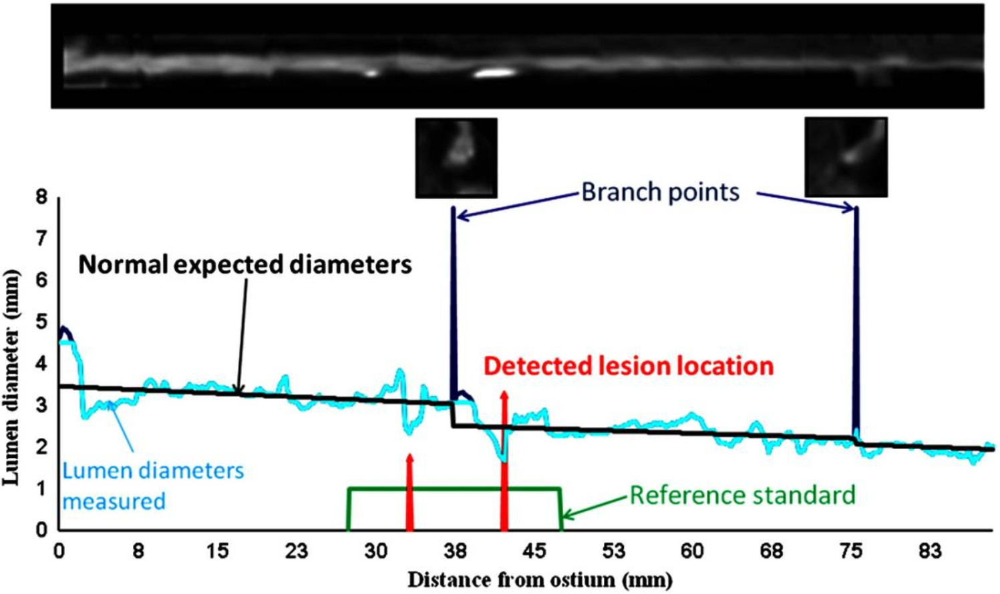 Branch points
8
7
Normal expected diameters
6
5
Detected lesion location
4
3
2
Lumen diameters
measured
1
Reference standard
0
Lumen diameter (mm)
0 8 15 23 30 38 45 53 60 68 75 83
Distance from ostium (mm)